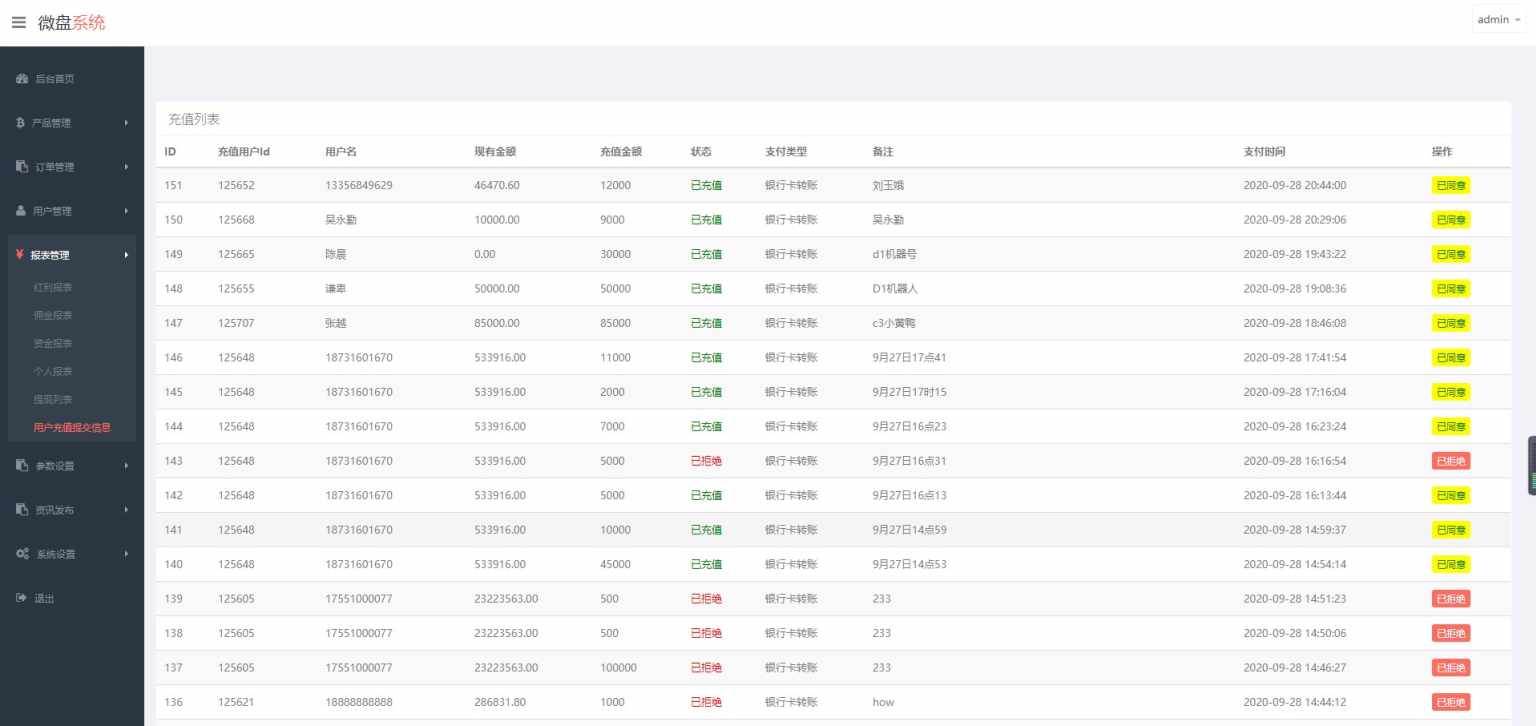 微盘系统
admin
后台首页
产品管理
订单管理
用户管理
报表管理
红利报表
佣金报表
资金报表
个人报表
提现列表
用户充值提交信息
参数设置
资讯发布
系统设置
退出
充值列表
ID 充值用户Id 用户名 现有金额 充值金额 状态 支付类型 备注 支付时间 操作
151 125652 13356849629 46470.60 12000 已充值 银行卡转账 刘玉娥 2020-09-28 20:44:00 已同意
150 125668 吴永勤 10000.00 9000 已充值 银行卡转账 吴永勤 2020-09-28 20:29:06 已同意
149 125665 陈晨 0.00 30000 已充值 银行卡转账 d1机器号 2020-09-28 19:43:22 已同意
148 125655 谦卑 50000.00 50000 已充值 银行卡转账 D1机器人 2020-09-28 19:08:36 已同意
147 125707 张越 85000.00 85000 已充值 银行卡转账 c3小黄鸭 2020-09-28 18:46:08 已同意
146 125648 18731601670 533916.00 11000 已充值 银行卡转账 9月27日17点41 2020-09-28 17:41:54 已同意
145 125648 18731601670 533916.00 2000 已充值 银行卡转账 9月27日17时15 2020-09-28 17:16:04 已同意
144 125648 18731601670 533916.00 7000 已充值 银行卡转账 9月27日16点23 2020-09-28 16:23:24 已同意
143 125648 18731601670 533916.00 5000 已拒绝 银行卡转账 9月27日16点31 2020-09-28 16:16:54 已拒绝
142 125648 18731601670 533916.00 5000 已充值 银行卡转账 9月27日16点13 2020-09-28 16:13:44 已同意
141 125648 18731601670 533916.00 10000 已充值 银行卡转账 9月27日14点59 2020-09-28 14:59:37 已同意
140 125648 18731601670 533916.00 45000 已充值 银行卡转账 9月27日14点53 2020-09-28 14:54:14 已同意
139 125605 17551000077 23223563.00 500 已拒绝 银行卡转账 233 2020-09-28 14:51:23 已拒绝
138 125605 17551000077 23223563.00 500 已拒绝 银行卡转账 233 2020-09-28 14:50:06 已拒绝
137 125605 17551000077 23223563.00 100000 已拒绝 银行卡转账 233 2020-09-28 14:46:27 已拒绝
136 125621 18888888888 286831.80 1000 已拒绝 银行卡转账 how 2020-09-28 14:44:12 已拒绝